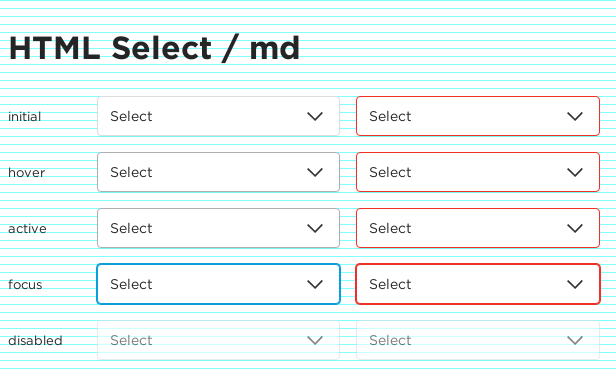 HTML Select / md
initial Select Select
hover Select Select
active Select Select
focus Select Select
disabled Select Select